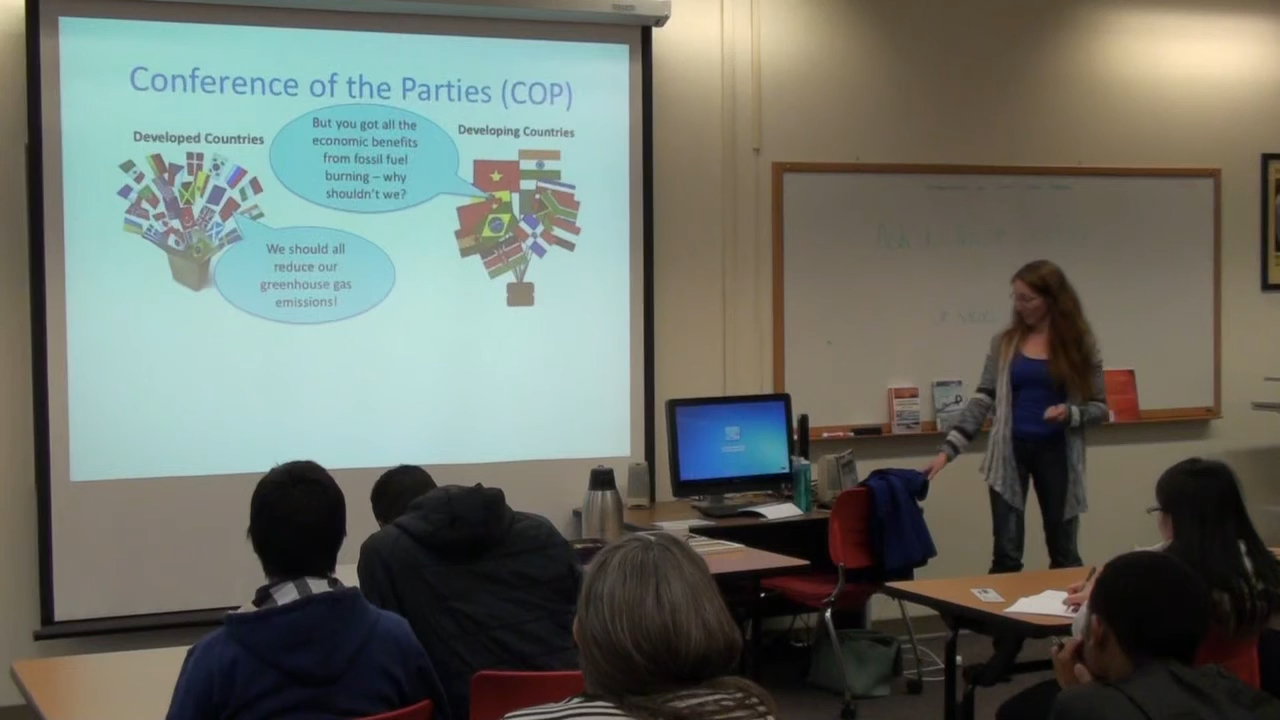 Conference of the Parties (COP)
Developed Countries
But you got all the
economic benefits
from fossil fuel
burning – why
shouldn't we?
Developing Countries
We should all
reduce our
greenhouse gas
emissions!